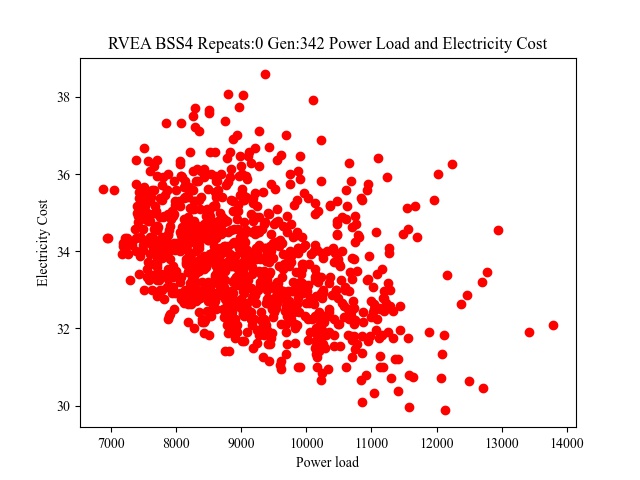 RVEA BSS4 Repeats:0 Gen:342 Power Load and Electricity Cost
38
36
34
32
30
Electricity Cost
7000 8000 9000 10000 11000 12000 13000 14000
Power load